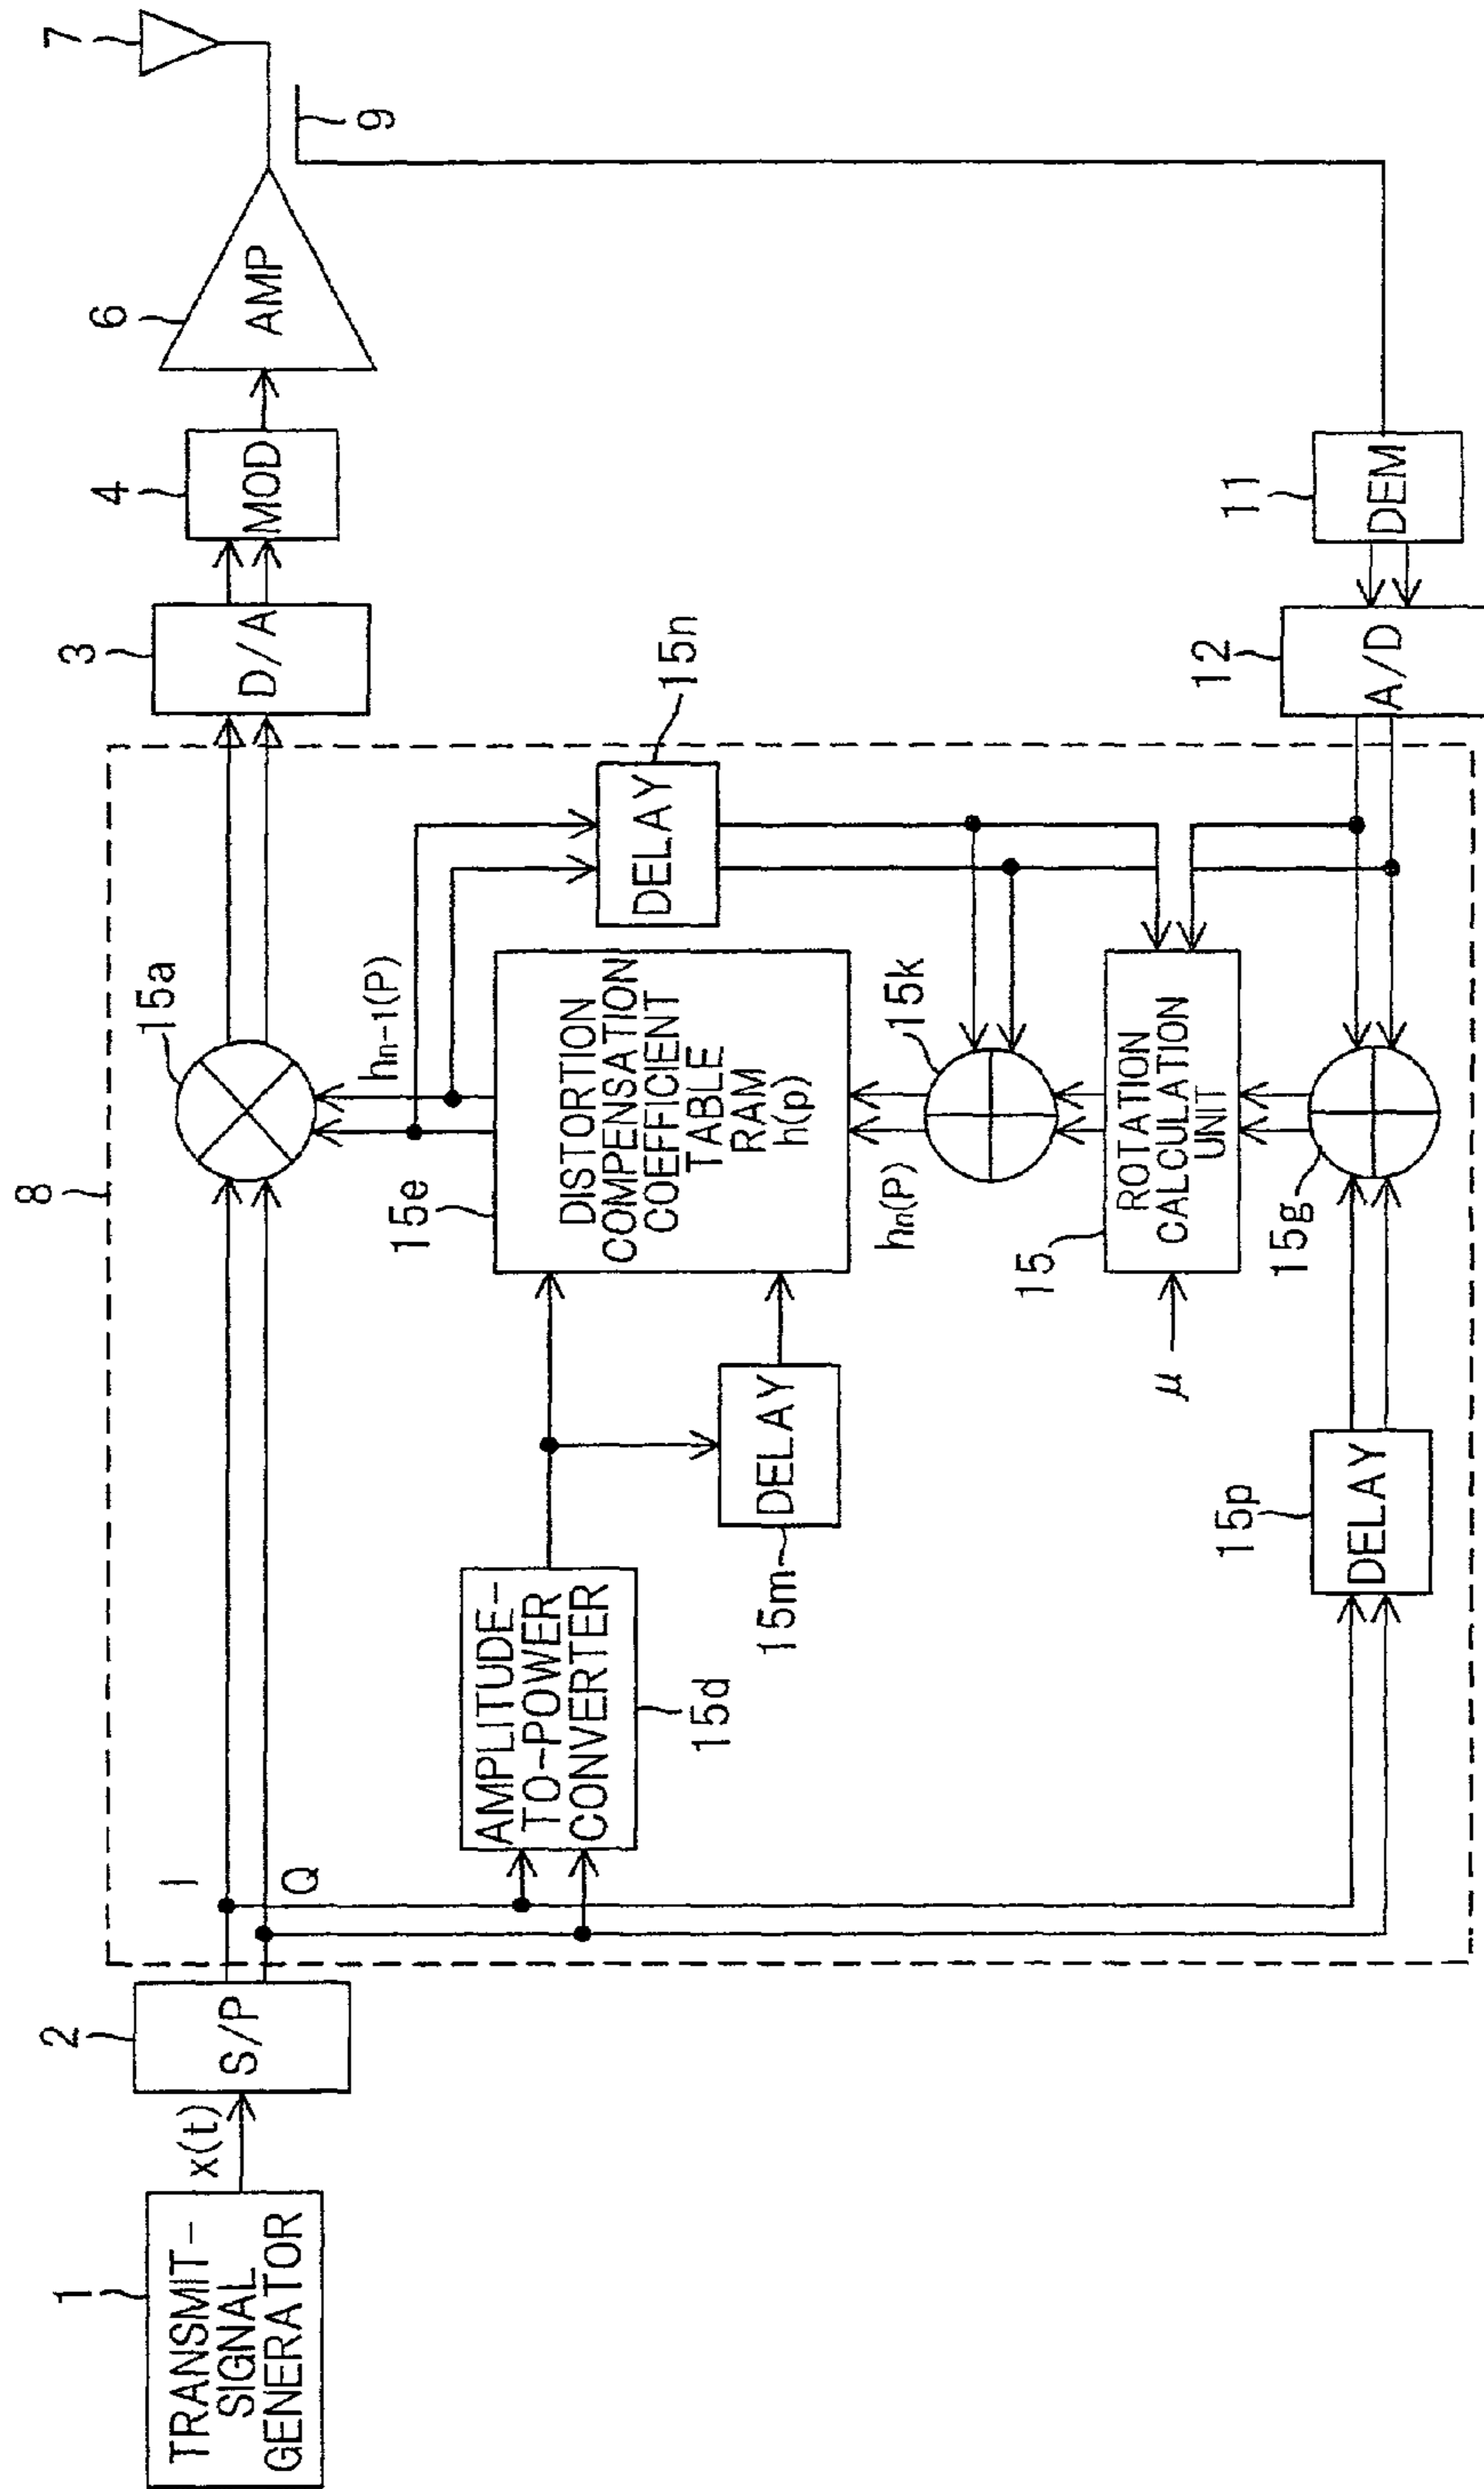 1
TRANSMIT-
SIGNAL
GENERATOR
x(t)
2
S/P
I
Q
8
15a
3
D/A
4
MOD
6
AMP
7
9
AMPLITUDE-
TO-POWER
CONVERTER
15d
DELAY
15m
15e
DISTORTION
COMPENSATION
COEFFICIENT
TABLE
RAM
h(p)
hn-1(P)
DELAY
15n
hn(P)
15k
μ
15
ROTATION
CALCULATION
UNIT
15p
DELAY
15g
12
A/D
11
DEM